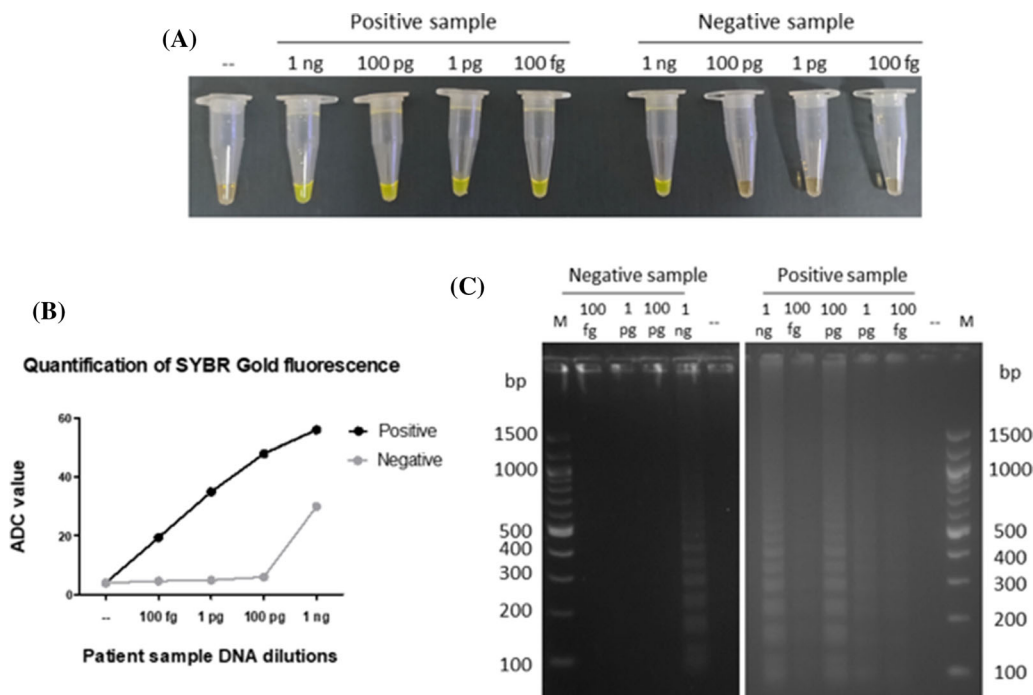 (A)
Positive sample
Negative sample
-- 1 ng 100 pg 1 pg 100 fg 1 ng 100 pg 1 pg 100 fg
(B)
Quantification of SYBR Gold fluorescence
ADC value
60
40
20
0
-- 100 fg 1 pg 100 pg 1 ng
Patient sample DNA dilutions
Positive
Negative
(C)
Negative sample
M 100 fg 1 pg 100 pg 1 ng --
bp
1500
1000
500
400
300
200
100
Positive sample
1 ng 100 fg 100 pg 1 pg 100 fg -- M
bp
1500
1000
500
400
300
200
100